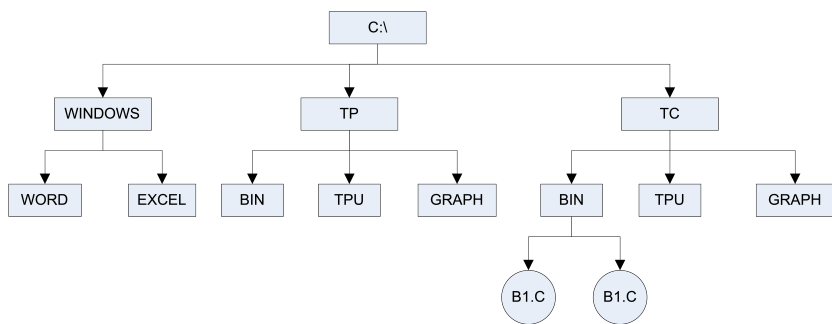 C:\
WINDOWS TP TC
WORD EXCEL BIN TPU GRAPH BIN TPU GRAPH
B1.C B1.C